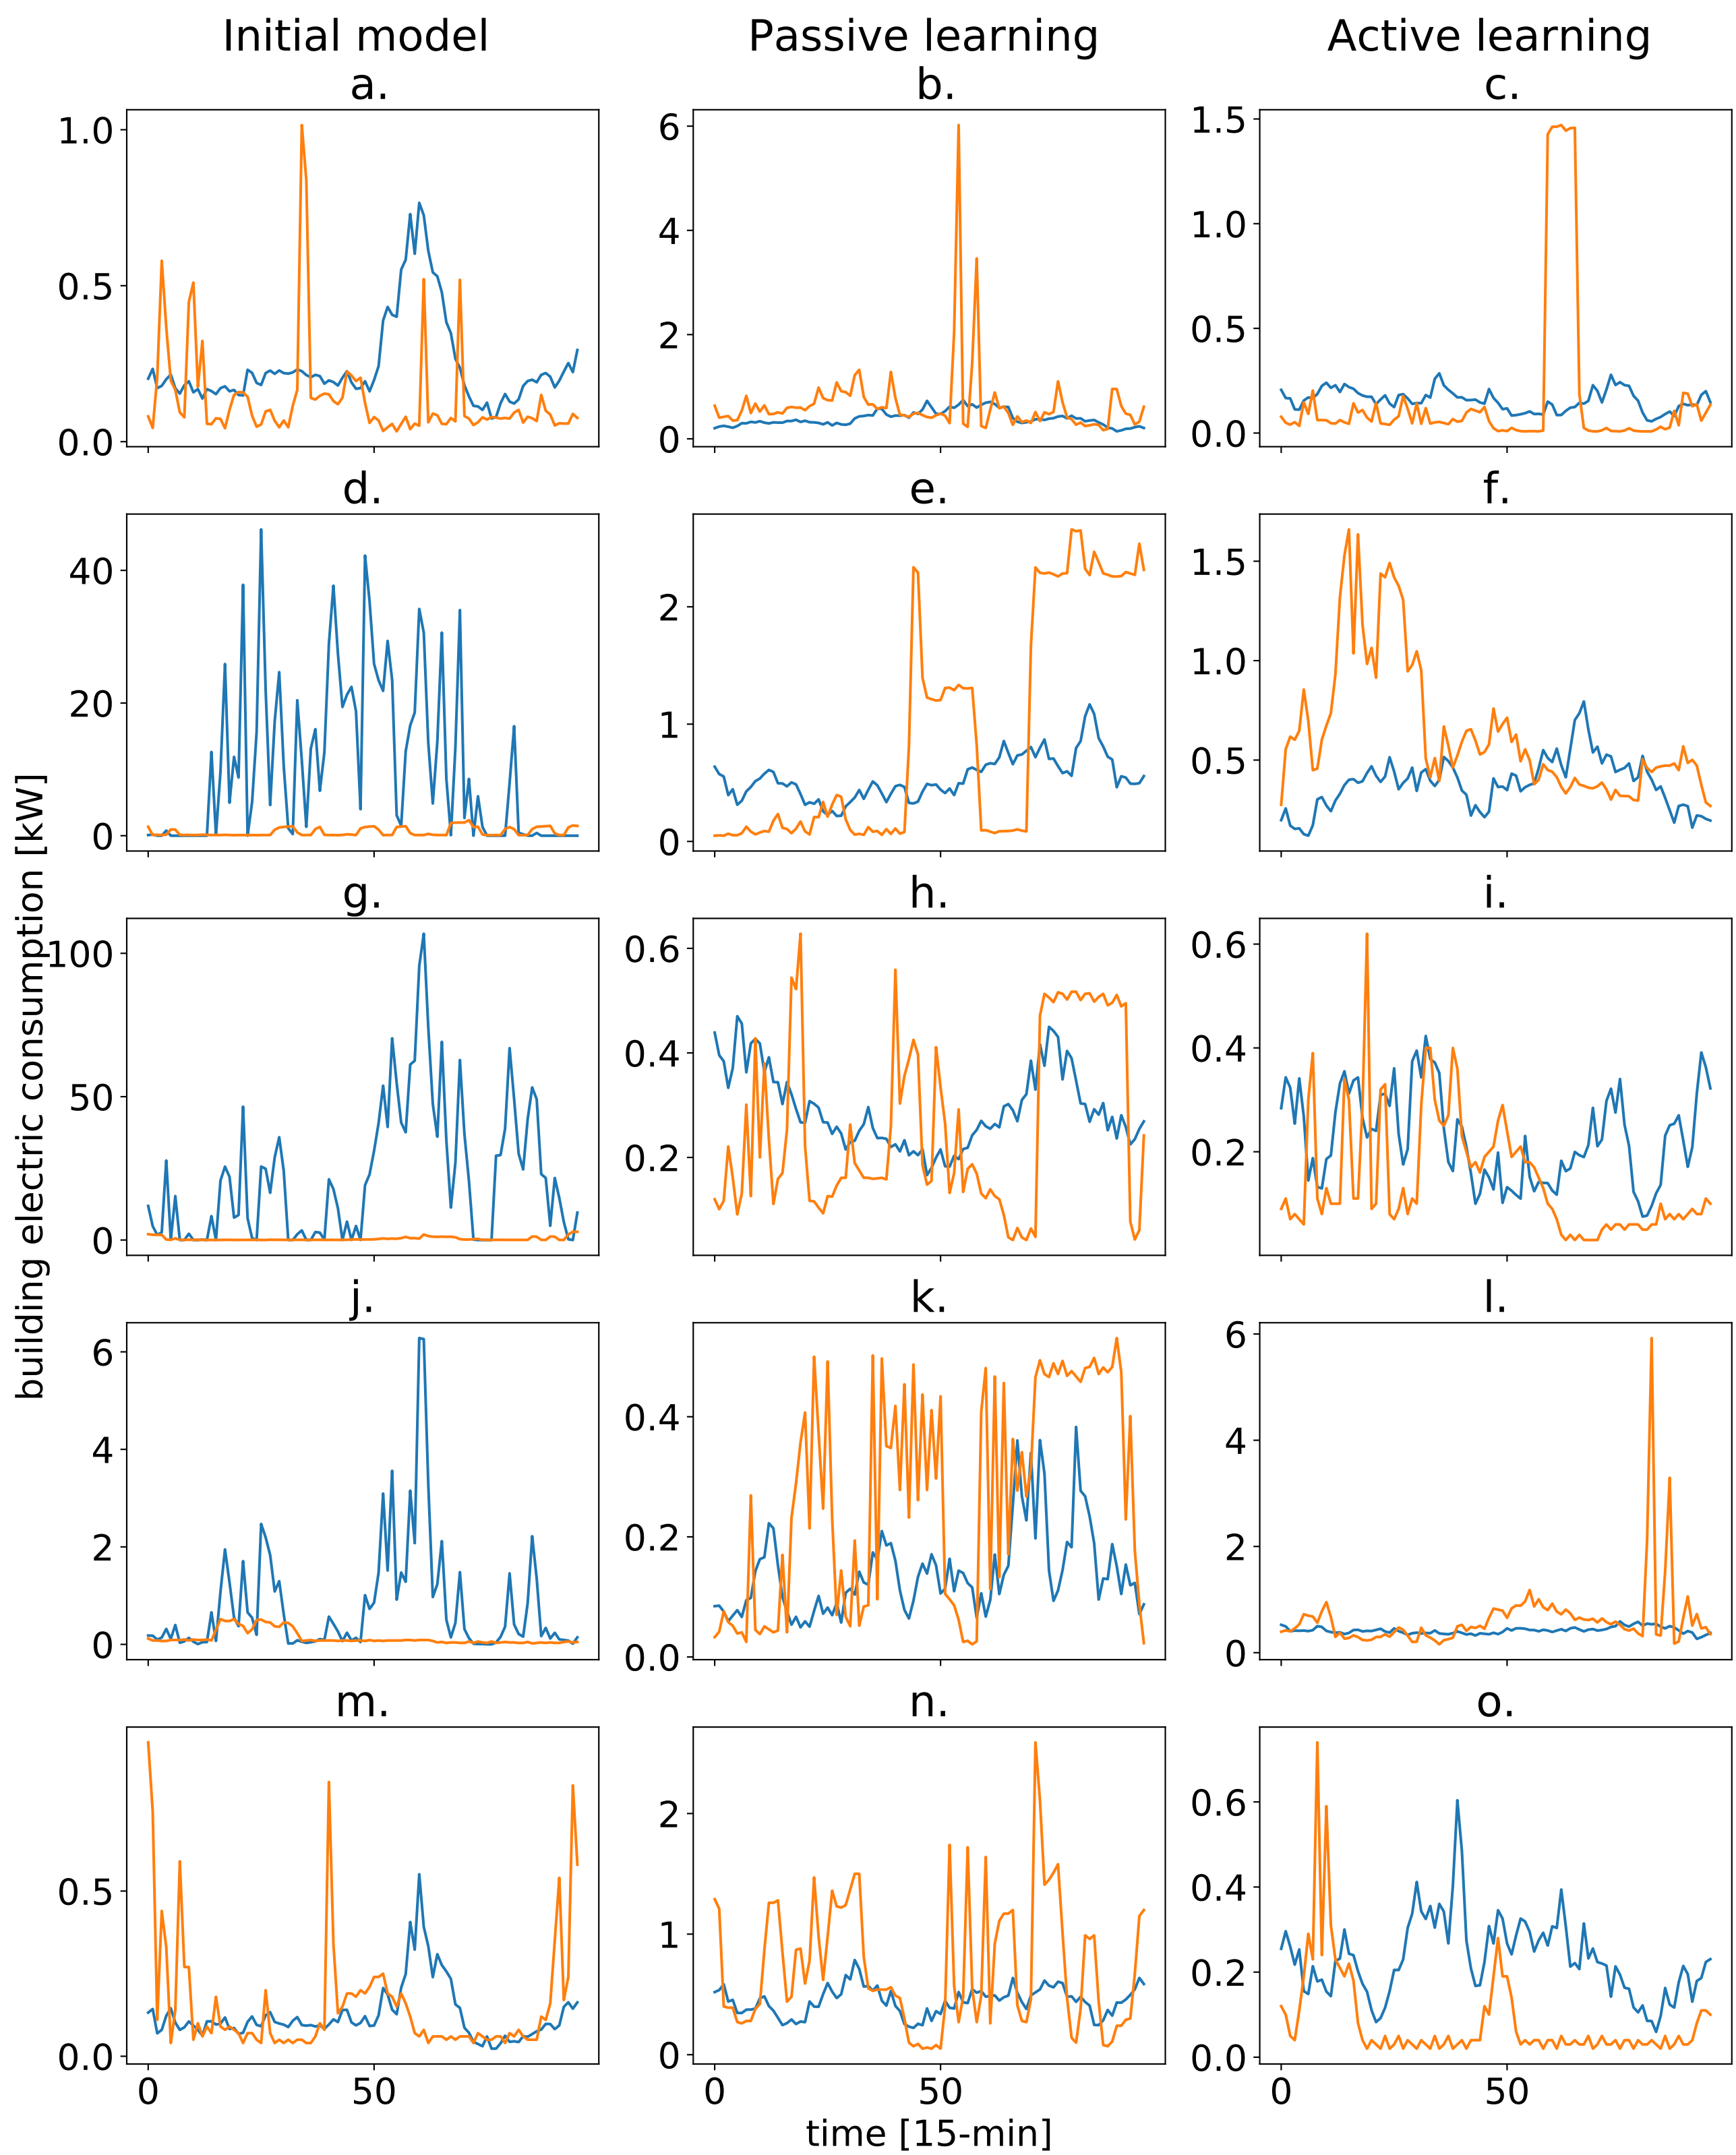 Initial model Passive learning Active learning
a. b. c.
1.0 6 1.5
4 1.0
0.5 2 0.5
0.0 0 0.0
d. e. f.
40 2 1.5
20 1 1.0
0 0 0.5
g. h. i.
100 0.6 0.6
50 0.4 0.4
0 0.2 0.2
j. k. l.
6 0.4 6
4 0.2 4
2 2
0 0.0 0
m. n. o.
0.5 2 0.6
1 0.4
0.2
0.0 0 0.0
0 50 0 50 0 50
time [15-min]
building electric consumption [kW]